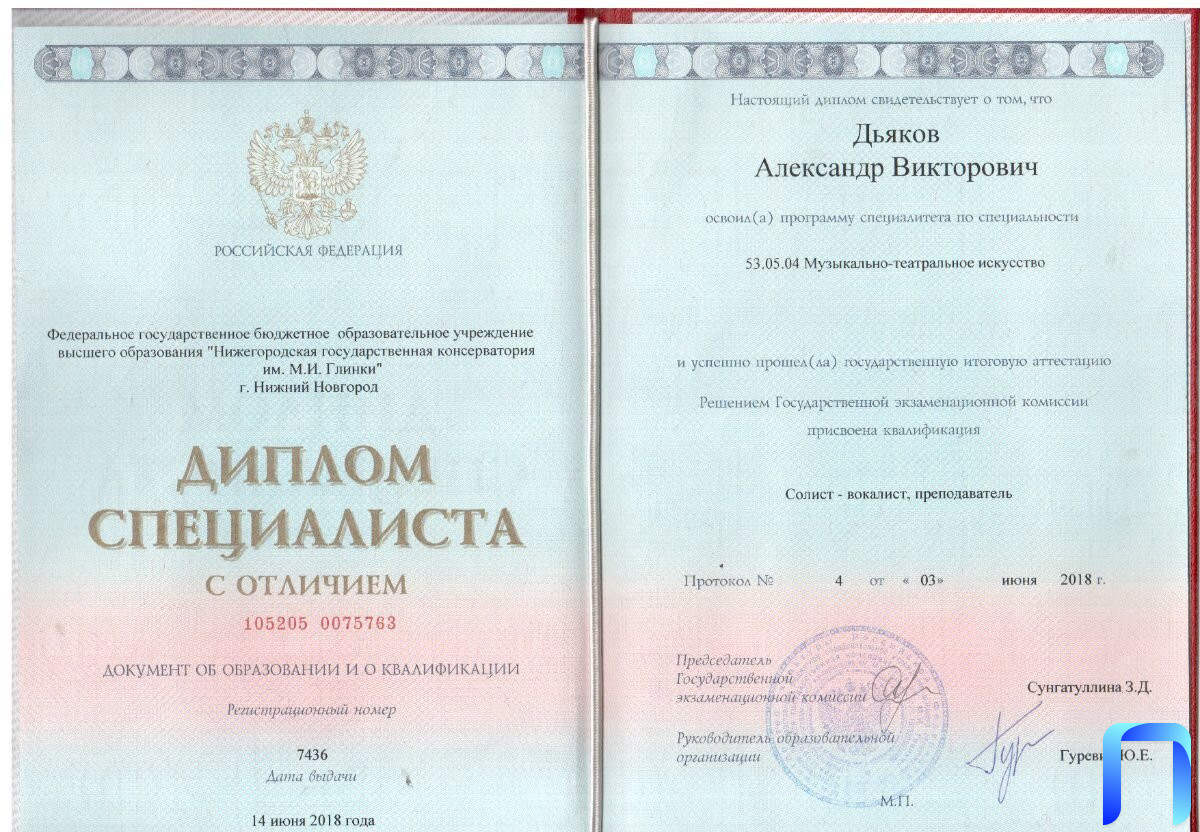 РОССИЙСКАЯ ФЕДЕРАЦИЯ
Федеральное государственное бюджетное образовательное учреждение
высшего образования "Нижегородская государственная консерватория
им. М.И. Глинки"
г. Нижний Новгород
ДИПЛОМ
СПЕЦИАЛИСТА
С ОТЛИЧИЕМ
105205 0075763
ДОКУМЕНТ ОБ ОБРАЗОВАНИИ И О КВАЛИФИКАЦИИ
Регистрационный номер
7436
Дата выдачи
14 июня 2018 года
Настоящий диплом свидетельствует о том, что
Дьяков
Александр Викторович
освоил(а) программу специалитета по специальности
53.05.04 Музыкально-театральное искусство
и успешно прошел(ла) государственную итоговую аттестацию
Решением Государственной экзаменационной комиссии
присвоена квалификация
Солист - вокалист, преподаватель
Протокол № 4 от « 03» июня 2018 г.
Председатель
Государственной
экзаменационной комиссии
Сунгатуллина З.Д.
Руководитель образовательной
организации
Ю.Е.
М.П.